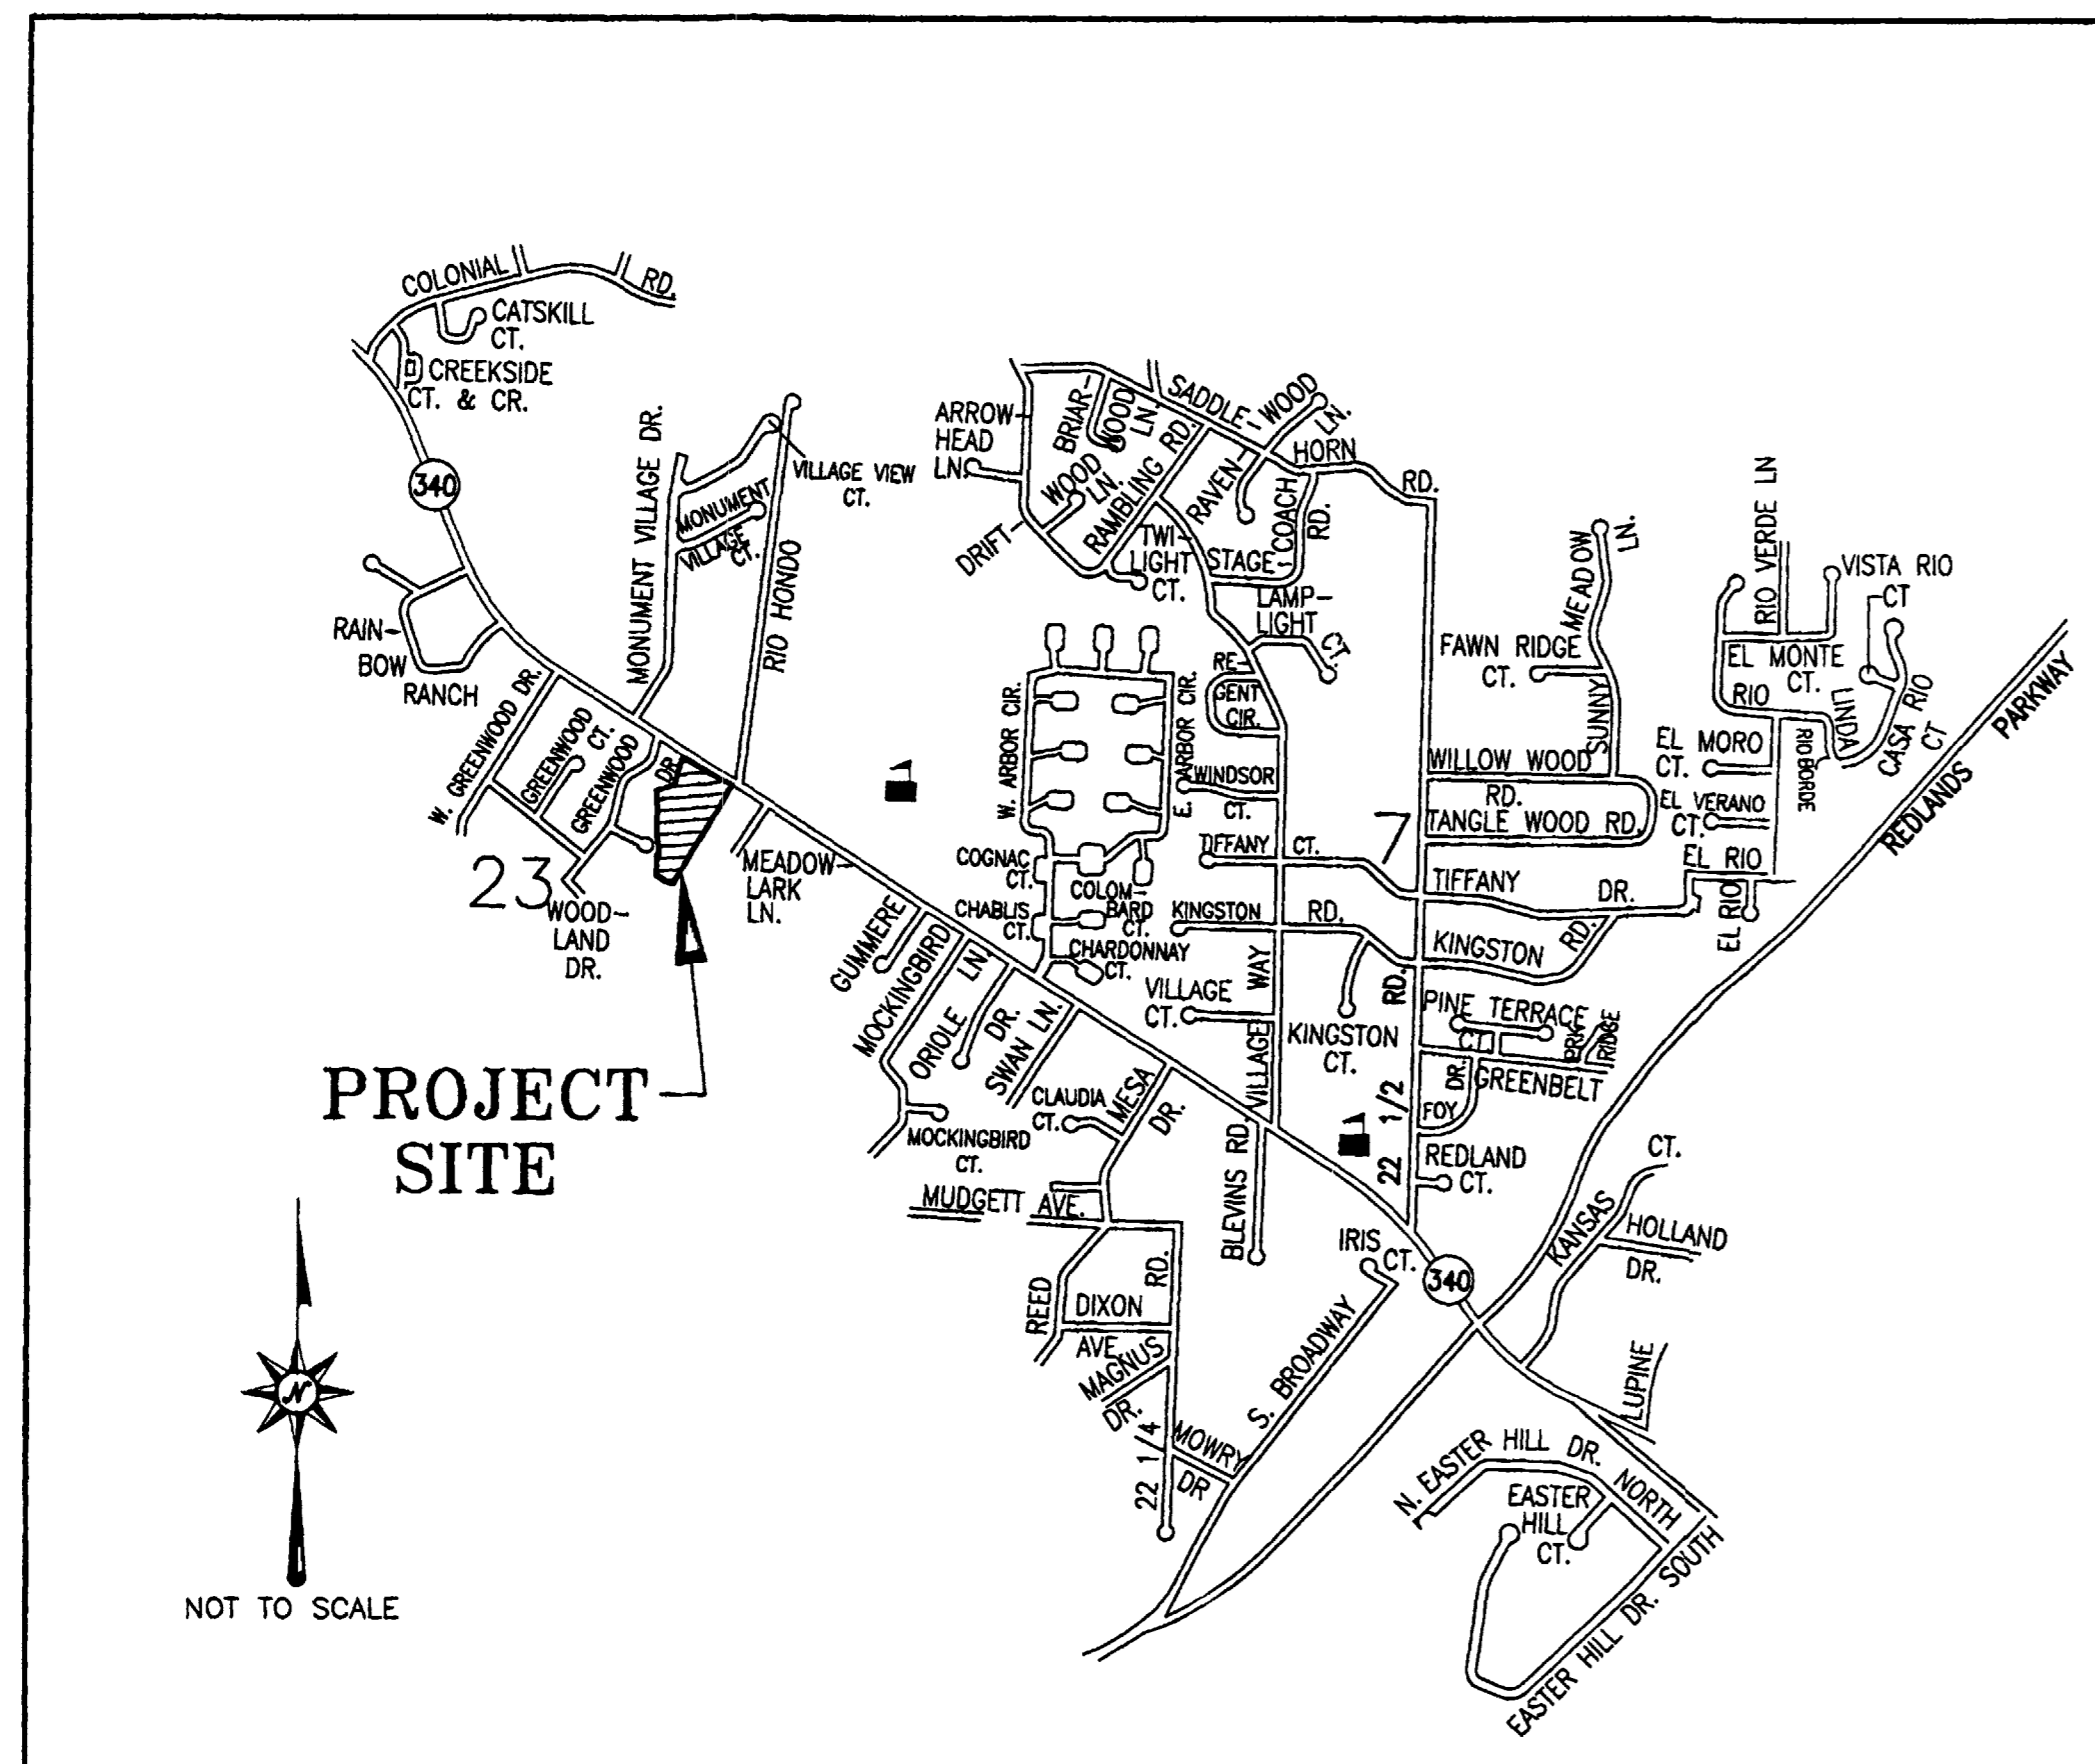 COLONIAL RD.
CATSKILL
CT.
CREEKSIDE
CT. & CR.
340
RAIN-
BOW
RANCH
MONUMENT VILLAGE DR.
VILLAGE VIEW
CT.
MONUMENT
VILLAGE
CT.
RIO HONDO
W. GREENWOOD DR.
GREENWOOD
CT.
GREENWOOD
DR.
23
WOOD-
LAND
DR.
MEADOW-
LARK
LN.
PROJECT
SITE
N
NOT TO SCALE
ARROW-
HEAD
LN.
BRIAR-
WOOD
LN.
SADDLE-
HORN
RD.
RAVEN-
WOOD
LN.
DRIFT-
WOOD
LN.
RAMBLING RD.
TWI-
LIGHT
CT.
STAGE-
COACH
RD.
LAMP-
LIGHT
CT.
RE-
GENT
CIR.
W. ARBOR CIR.
E. ARBOR CIR.
WINDSOR
CT.
TIFFANY CT.
COGNAC
CT.
COLOM-
BARD
CT.
CHABLIS
CT.
CHARDONNAY
CT.
KINGSTON RD.
VILLAGE
CT.
VILLAGE WAY
KINGSTON
CT.
7
WILLOW WOOD
RD.
TANGLE WOOD RD.
TIFFANY DR.
KINGSTON RD.
FAWN RIDGE
CT.
SUNNY MEADOW
LN.
RIO VERDE LN
VISTA RIO
CT
EL MONTE
CT.
RIO
LINDA
CASA RIO
CT
EL MORO
CT.
RIO BORDE
EL VERANO
CT.
EL RIO
EL RIO
REDLANDS PARKWAY
22 1/2 RD.
PINE TERRACE
CT.
PRK
RIDGE
GREENBELT
FOY DR.
REDLAND
CT.
GUMMERE
MOCKINGBIRD
LN.
ORIOLE
DR.
SWAN LN.
CLAUDIA
CT.
MESA
DR.
MOCKINGBIRD
CT.
MUDGETT AVE.
BLEVINS RD.
IRIS
CT.
340
KANSAS CT.
HOLLAND
DR.
REED
DIXON
AVE.
MAGNUS
DR.
22 1/4 RD.
MOWRY
DR
S. BROADWAY
LUPINE
N. EASTER HILL DR. NORTH
EASTER
HILL
CT.
EASTER HILL DR. SOUTH